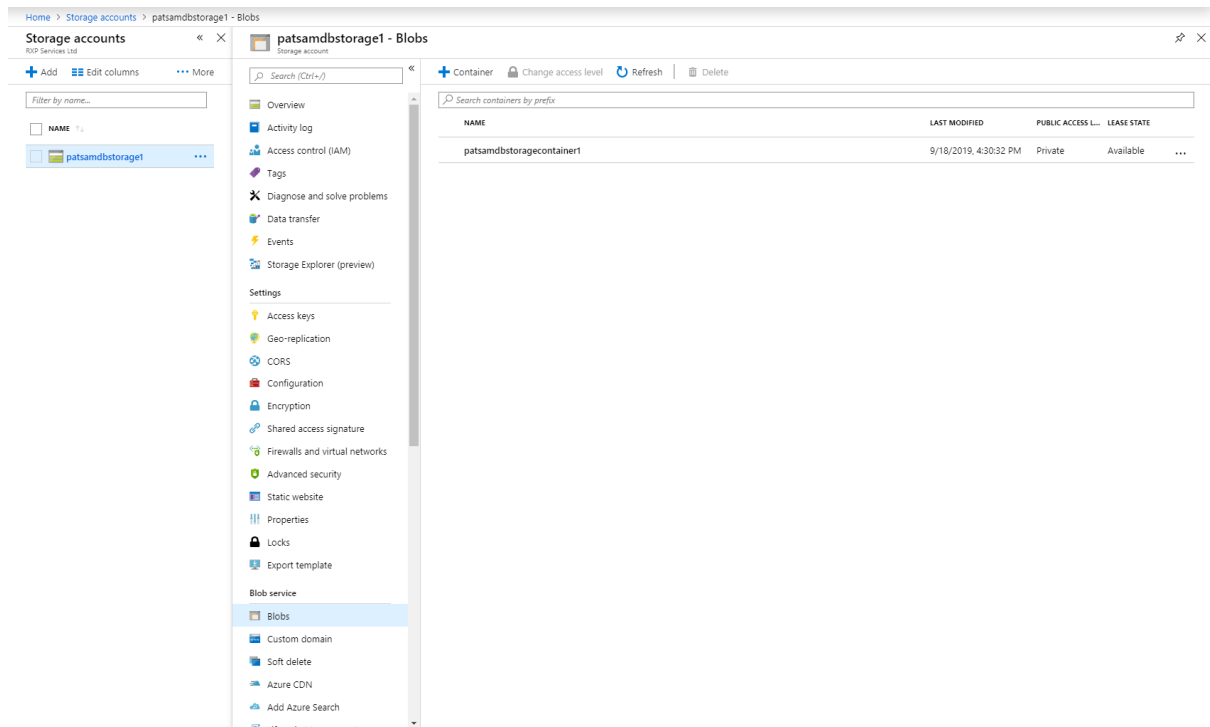 Home > Storage accounts > patsamdbstorage1 - Blobs
Storage accounts
RXP Services Ltd
Add Edit columns More
Filter by name...
NAME
patsamdbstorage1
patsamdbstorage1 - Blobs
Storage account
Search (Ctrl+/)
Overview
Activity log
Access control (IAM)
Tags
Diagnose and solve problems
Data transfer
Events
Storage Explorer (preview)
Settings
Access keys
Geo-replication
CORS
Configuration
Encryption
Shared access signature
Firewalls and virtual networks
Advanced security
Static website
Properties
Locks
Export template
Blob service
Blobs
Custom domain
Soft delete
Azure CDN
Add Azure Search
Container Change access level Refresh Delete
Search containers by prefix
NAME LAST MODIFIED PUBLIC ACCESS L... LEASE STATE
patsamdbstoragecontainer1 9/18/2019, 4:30:32 PM Private Available